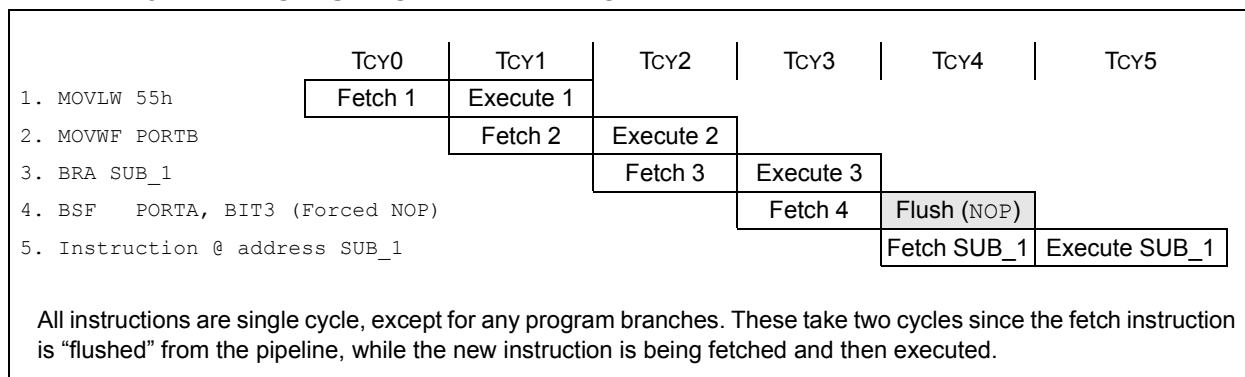 TCY0 TCY1 TCY2 TCY3 TCY4 TCY5
1. MOVLW 55h Fetch 1 Execute 1
2. MOVWF PORTB Fetch 2 Execute 2
3. BRA SUB_1 Fetch 3 Execute 3
4. BSF PORTA, BIT3 (Forced NOP) Fetch 4 Flush (NOP)
5. Instruction @ address SUB_1 Fetch SUB_1 Execute SUB_1
All instructions are single cycle, except for any program branches. These take two cycles since the fetch instruction
is “flushed” from the pipeline, while the new instruction is being fetched and then executed.